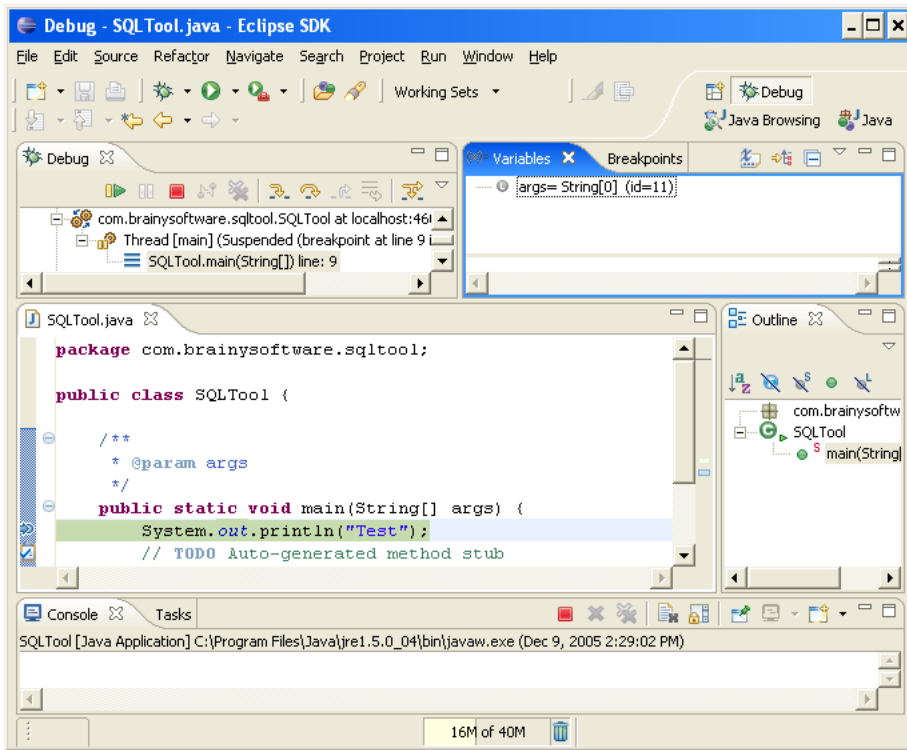 Debug - SQLTool.java - Eclipse SDK
File Edit Source Refactor Navigate Search Project Run Window Help
Working Sets
Debug
Java Browsing
Java
Debug
Variables
Breakpoints
com.brainysoftware.sqltool.SQLTool at localhost:46
Thread [main] (Suspended (breakpoint at line 9 i
SQLTool.main(String[]) line: 9
args= String[0] (id=11)
SQLTool.java
Outline
package com.brainysoftware.sqltool;
public class SQLTool {
/**
* @param args
*/
public static void main(String[] args) {
System.out.println("Test");
// TODO Auto-generated method stub
com.brainysoftw
SQLTool
main(String
Console
Tasks
SQLTool [Java Application] C:\Program Files\Java\jre1.5.0_04\bin\javaw.exe (Dec 9, 2005 2:29:02 PM)
16M of 40M